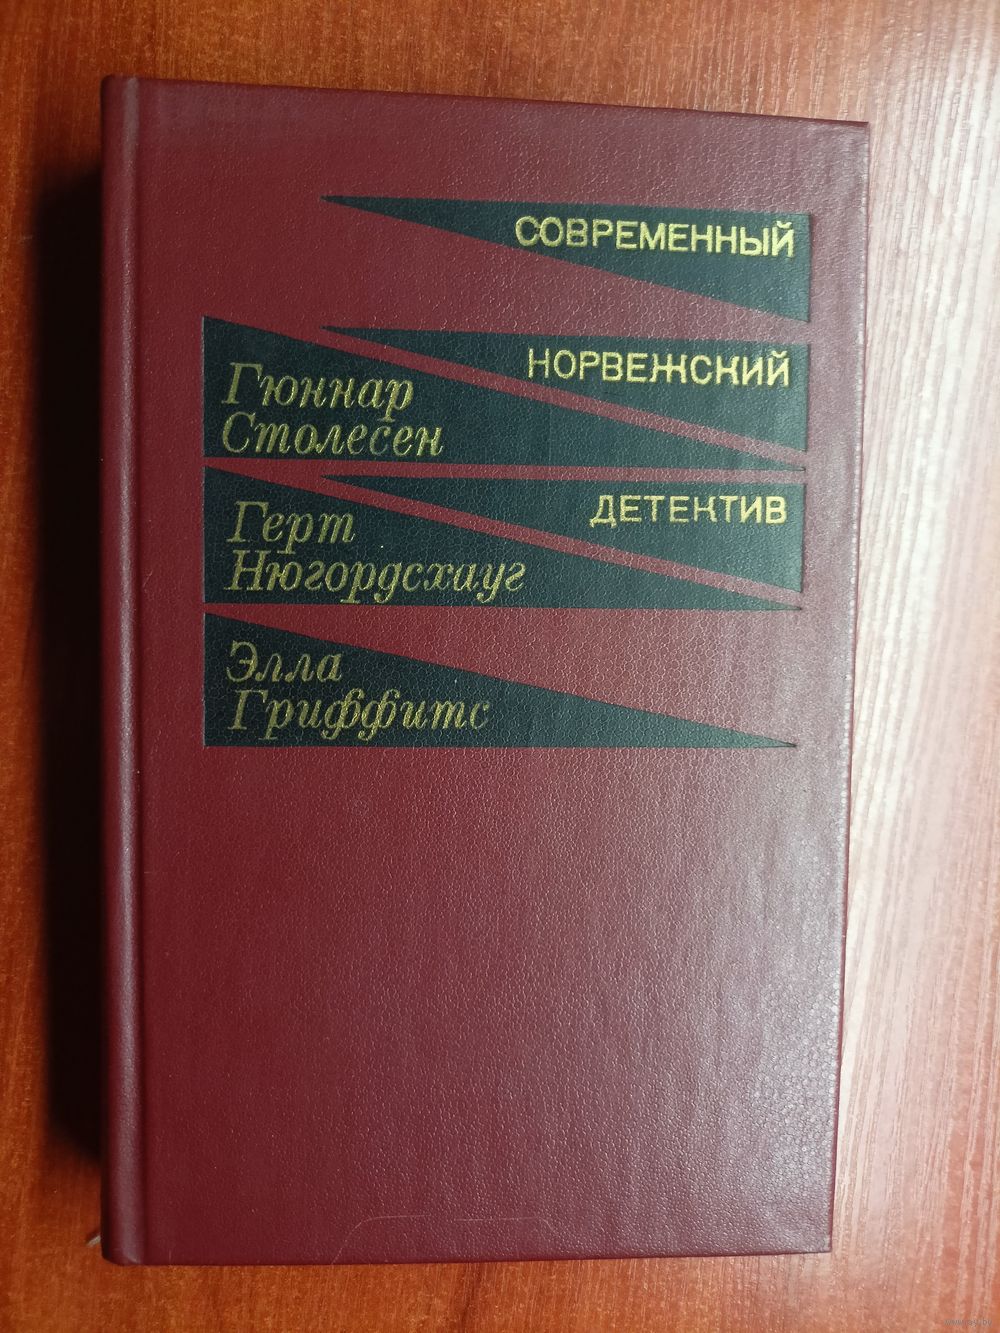 СОВРЕМЕННЫЙ
НОРВЕЖСКИЙ
ДЕТЕКТИВ
Гюннар
Столесен
Герт
Нюгордсхауг
Элла
Гриффитс